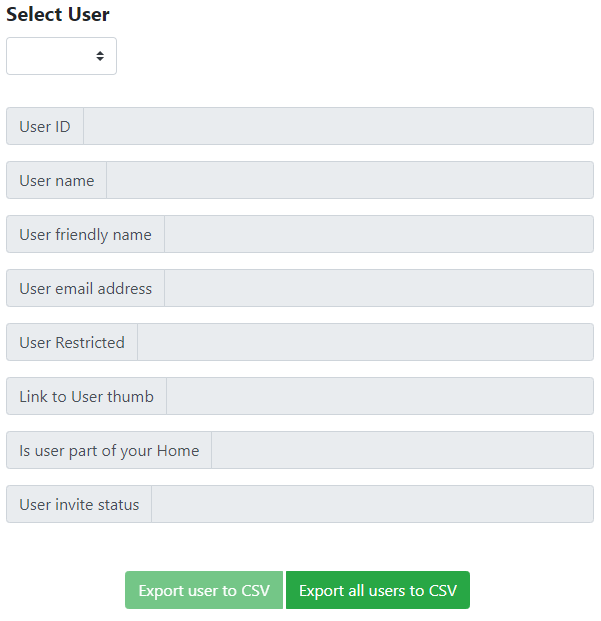 Select User
User ID
User name
User friendly name
User email address
User Restricted
Link to User thumb
Is user part of your Home
User invite status
Export user to CSV Export all users to CSV